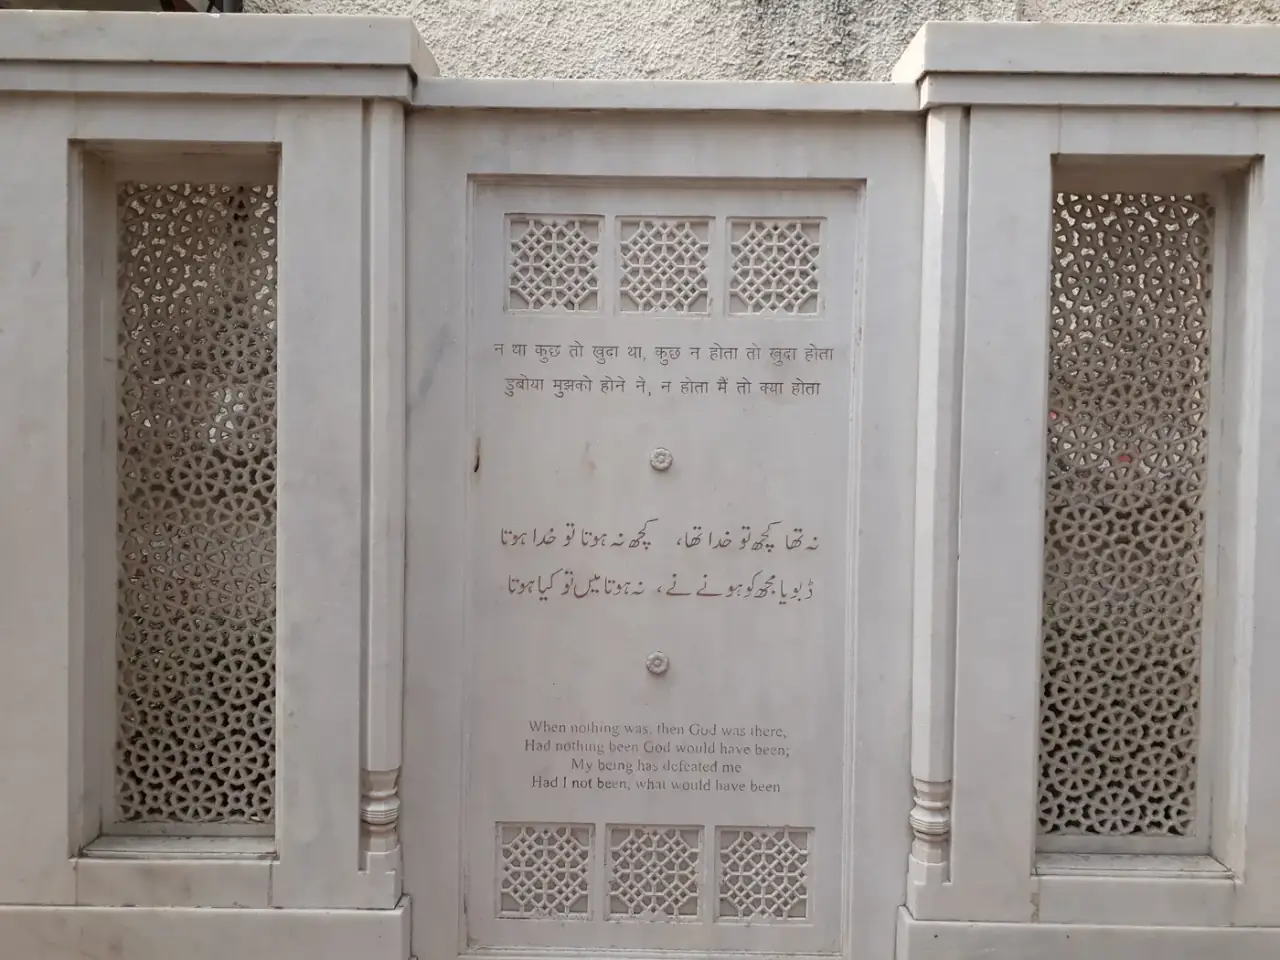 न था कुछ तो ख़ुदा था, कुछ न होता तो ख़ुदा होता
डुबोया मुझको होने ने, न होता मैं तो क्या होता
نہ تھا کچھ تو خدا تھا، کچھ نہ ہوتا تو خدا ہوتا
ڈبویا مجھ کو ہونے نے، نہ ہوتا میں تو کیا ہوتا
When nothing was, then God was there,
Had nothing been God would have been;
My being has defeated me
Had I not been, what would have been